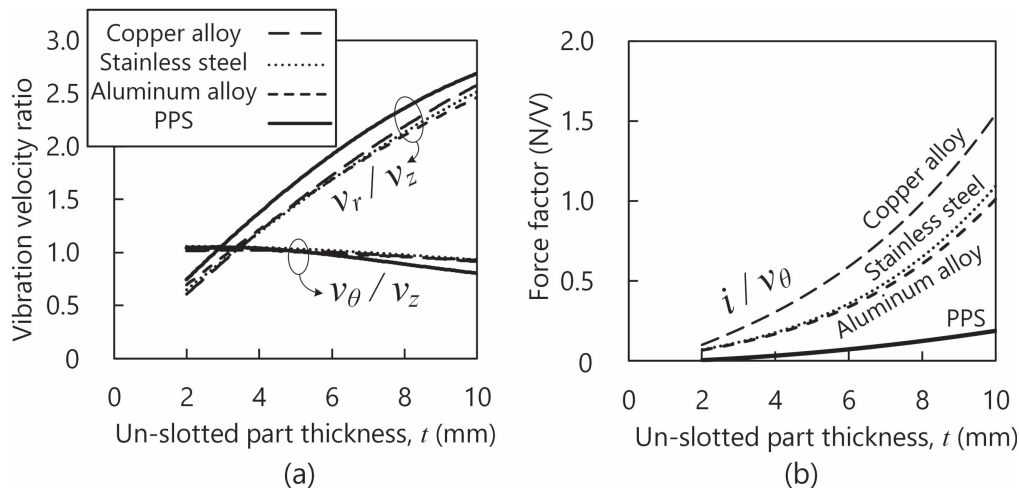 Copper alloy
Stainless steel
Aluminum alloy
PPS
Vibration velocity ratio
3.0
2.5
2.0
1.5
1.0
0.5
0
v_r / v_z
v_θ / v_z
0 2 4 6 8 10
Un-slotted part thickness, t (mm)
(a)
Force factor (N/V)
2.0
1.5
1.0
0.5
0
i / v_θ
Copper alloy
Stainless steel
Aluminum alloy
PPS
0 2 4 6 8 10
Un-slotted part thickness, t (mm)
(b)